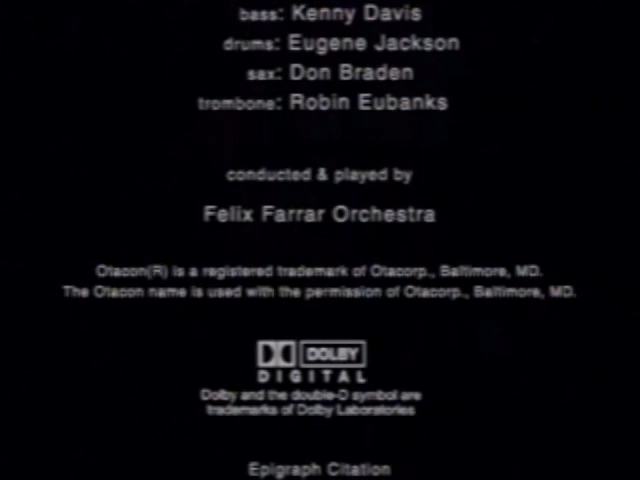 bass: Kenny Davis
drums: Eugene Jackson
sax: Don Braden
trombone: Robin Eubanks
conducted & played by
Felix Farrar Orchestra
Otacon(R) is a registered trademark of Otacorp., Baltimore, MD.
The Otacon name is used with the permission of Otacorp., Baltimore, MD.
DOLBY
DIGITAL
Dolby and the double-D symbol are
trademarks of Dolby Laboratories
Epigraph Citation